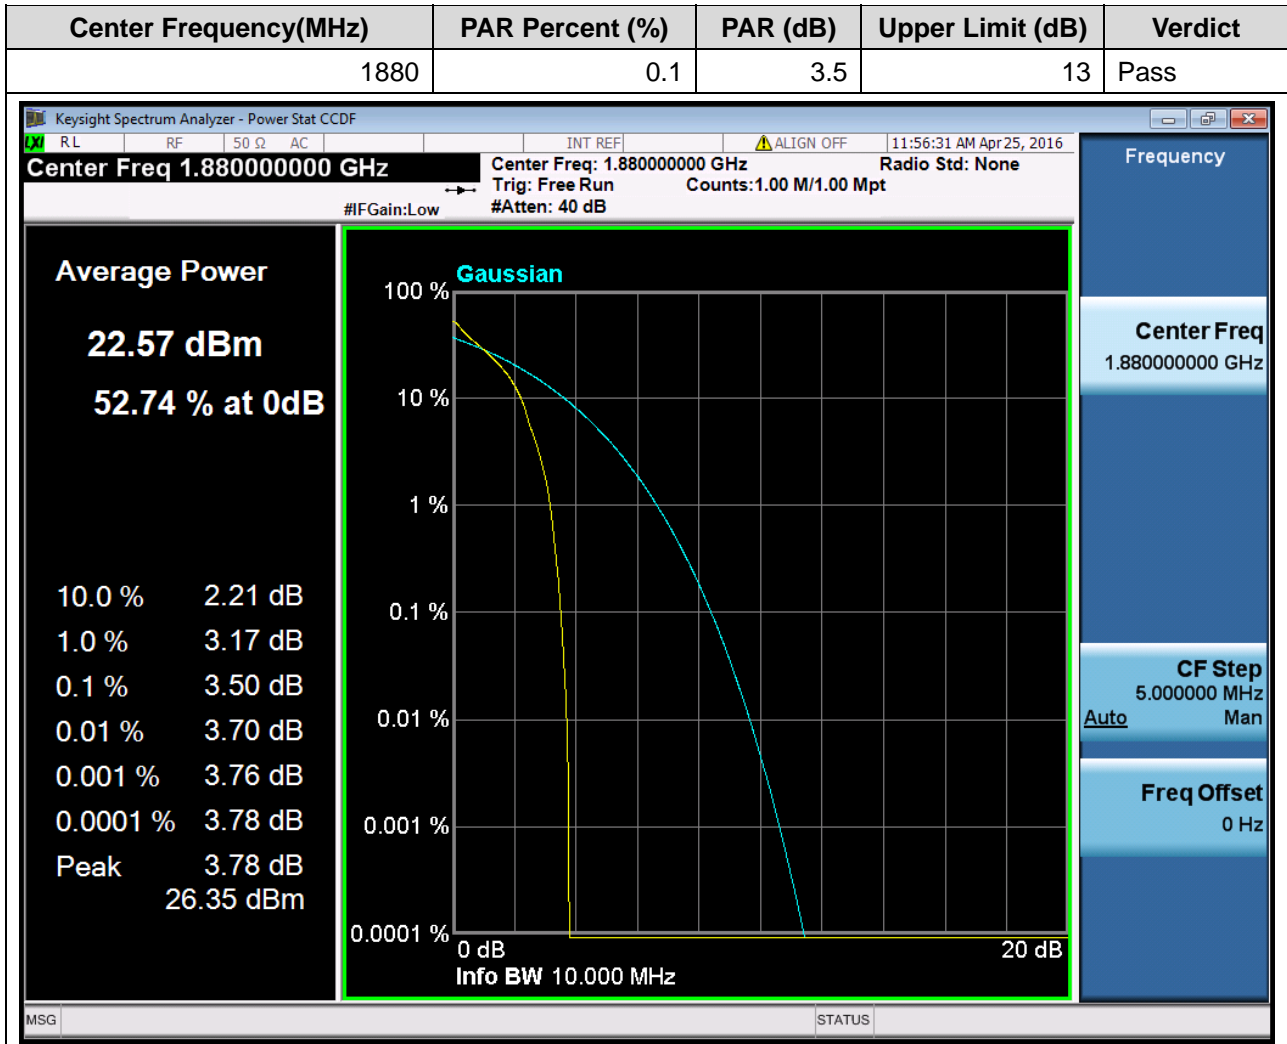 Center Frequency(MHz) PAR Percent (%) PAR (dB) Upper Limit (dB) Verdict
1880 0.1 3.5 13 Pass
Keysight Spectrum Analyzer - Power Stat CCDF
LXI RL RF 50 Ω AC INT REF ALIGN OFF 11:56:31 AM Apr 25, 2016
Center Freq 1.880000000 GHz
Center Freq: 1.880000000 GHz Radio Std: None
Trig: Free Run Counts:1.00 M/1.00 Mpt
#IFGain:Low #Atten: 40 dB
Average Power
22.57 dBm
52.74 % at 0dB
10.0 % 2.21 dB
1.0 % 3.17 dB
0.1 % 3.50 dB
0.01 % 3.70 dB
0.001 % 3.76 dB
0.0001 % 3.78 dB
Peak 3.78 dB
26.35 dBm
Gaussian
100 %
10 %
1 %
0.1 %
0.01 %
0.001 %
0.0001 %
0 dB 20 dB
Info BW 10.000 MHz
Frequency
Center Freq
1.880000000 GHz
CF Step
5.000000 MHz
Auto Man
Freq Offset
0 Hz
MSG STATUS